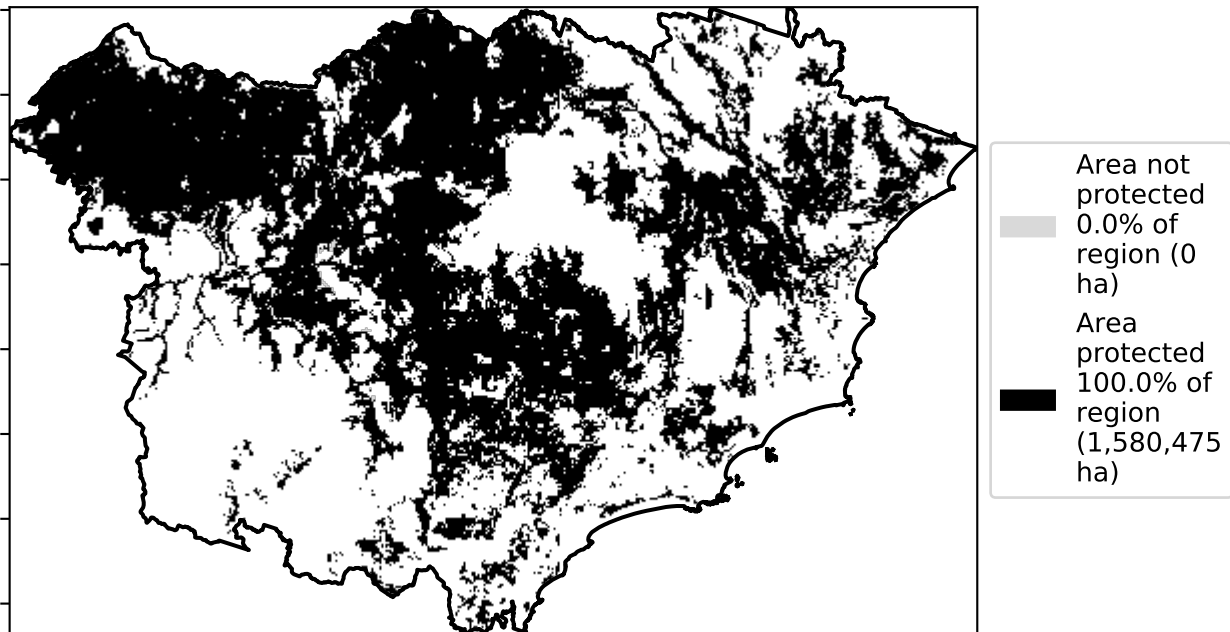 Area not
protected
0.0% of
region (0
ha)
Area
protected
100.0% of
region
(1,580,475
ha)